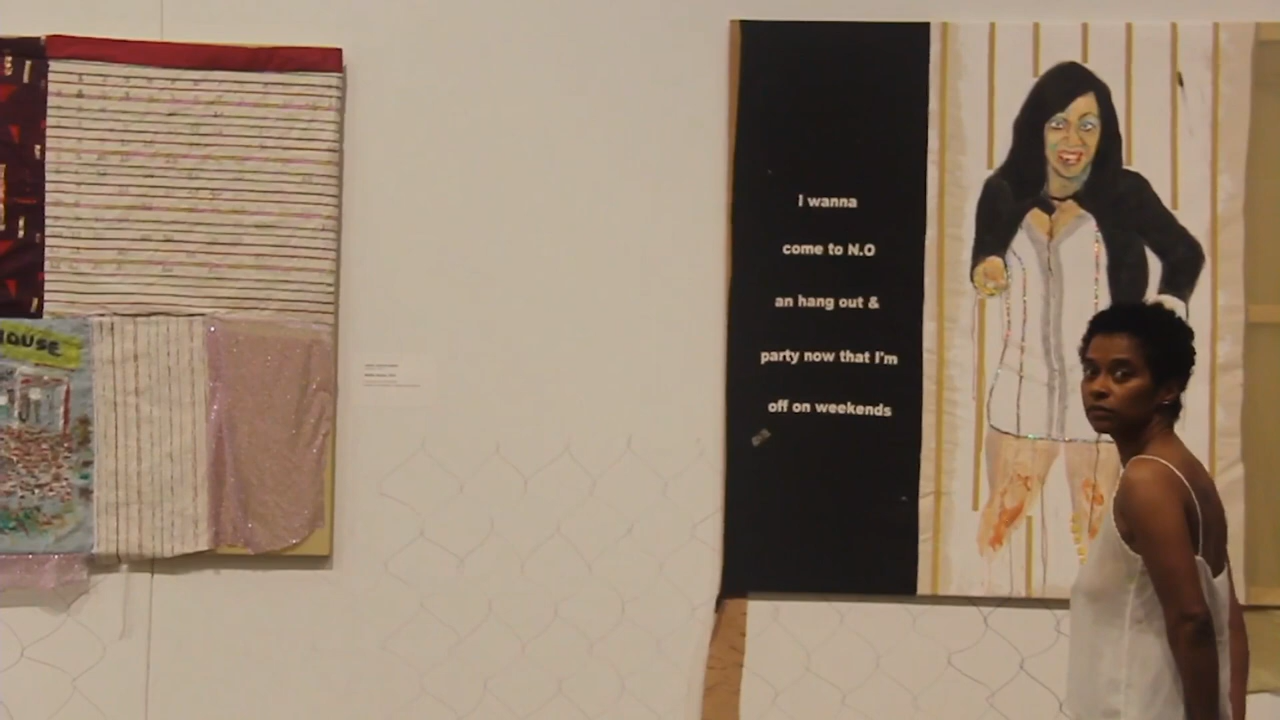 HOUSE
I wanna
come to N.O
an hang out &
party now that I'm
off on weekends